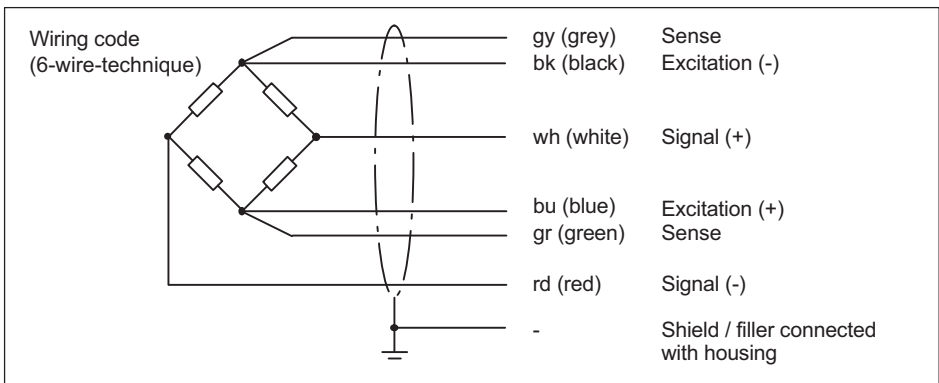 Wiring code
(6-wire-technique)
gy (grey) Sense
bk (black) Excitation (-)
wh (white) Signal (+)
bu (blue) Excitation (+)
gr (green) Sense
rd (red) Signal (-)
- Shield / filler connected
with housing